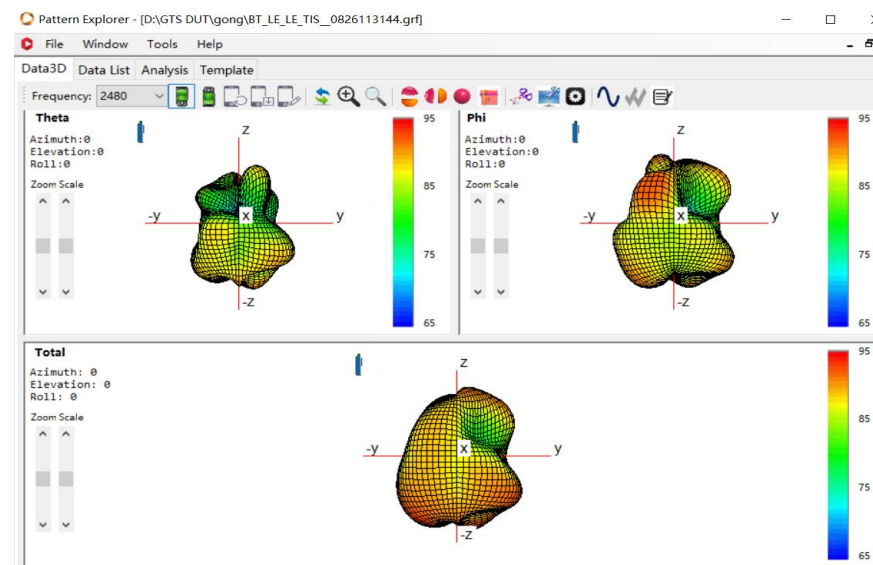 Pattern Explorer - [D:\GTS DUT\gong\BT_LE_LE_TIS__0826113144.grf]
File Window Tools Help
Data3D Data List Analysis Template
Frequency: 2480
Theta
Azimuth:0
Elevation:0
Roll:0
Zoom Scale
z
-y x y
-z
95
85
75
65
Phi
Azimuth:0
Elevation:0
Roll:0
Zoom Scale
z
-y x y
-z
95
85
75
65
Total
Azimuth: 0
Elevation: 0
Roll: 0
Zoom Scale
z
-y x y
-z
95
85
75
65